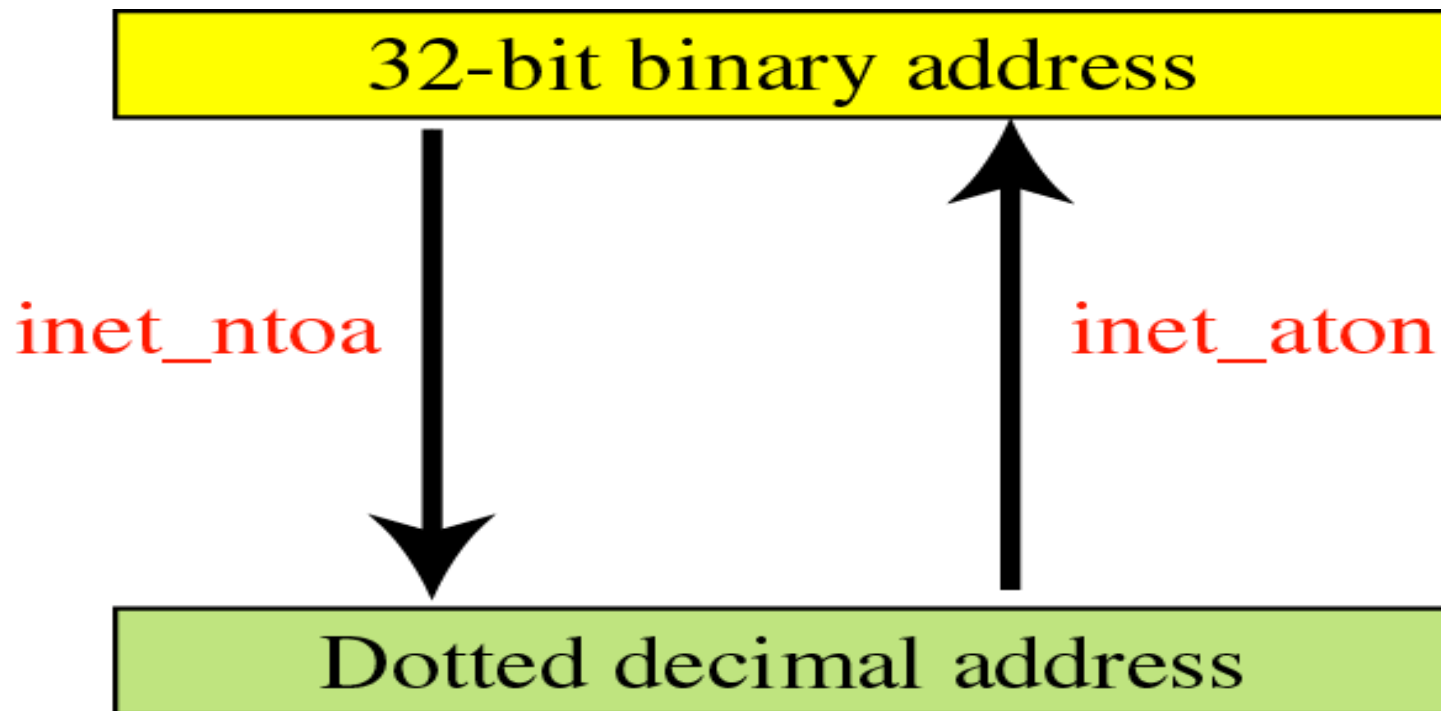 32-bit binary address
inet_ntoa
inet_aton
Dotted decimal address